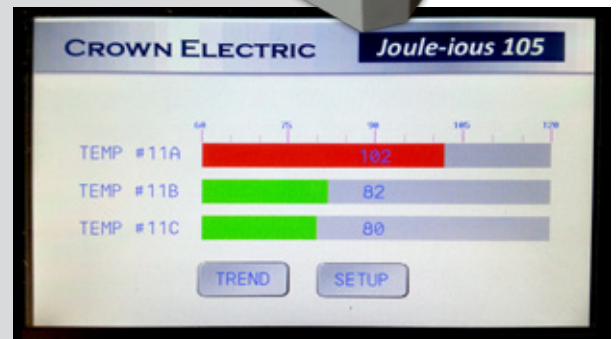 CROWN ELECTRIC Joule-ious 105
60 75 90 105 120
TEMP #11A 102
TEMP #11B 82
TEMP #11C 80
TREND SETUP